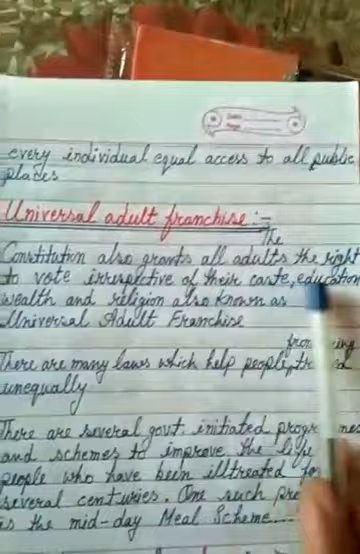 every individual equal access to all public
places
Universal adult franchise :-
The
Constitution also grants all adults the right
to vote irrespective of their caste, education
wealth and religion also known as
Universal Adult Franchise
from
There are many laws which help people
unequally
There are several govt. initiated
and schemes to improve the life
people who have been illtreated for
several centuries. One such
is the mid-day Meal Scheme...